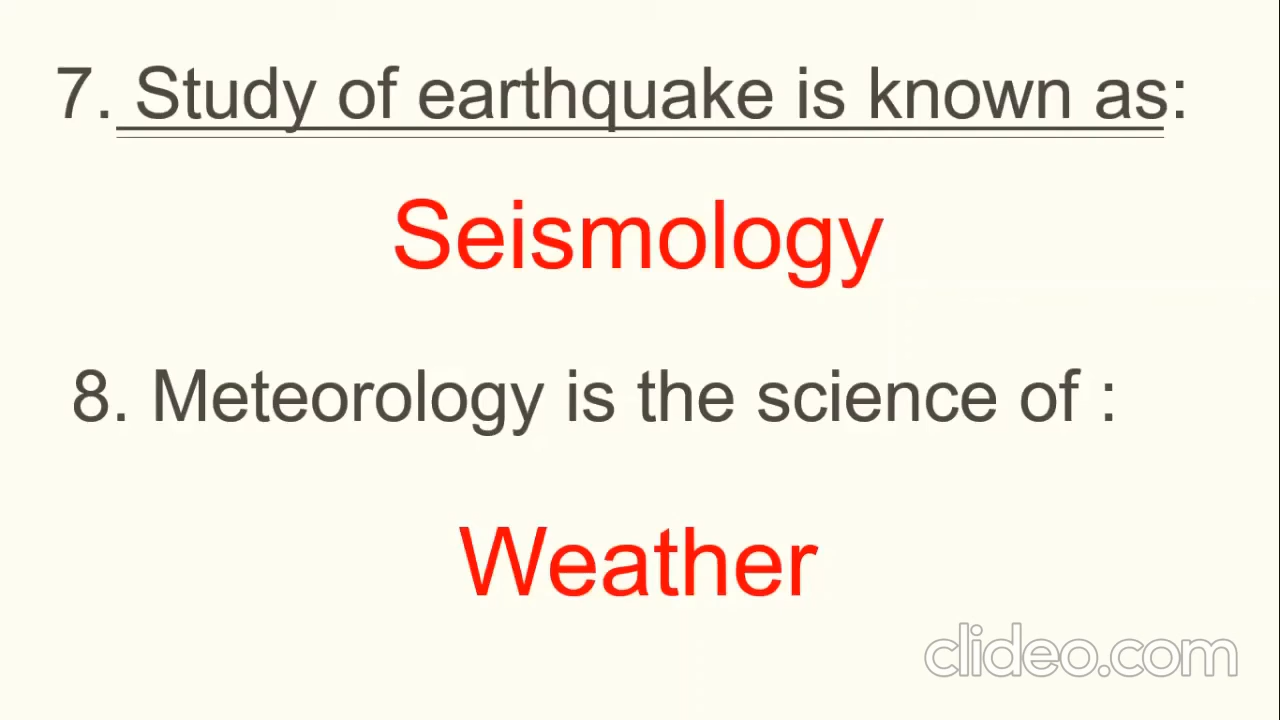 7. Study of earthquake is known as:
Seismology
8. Meteorology is the science of :
Weather
clideo.com